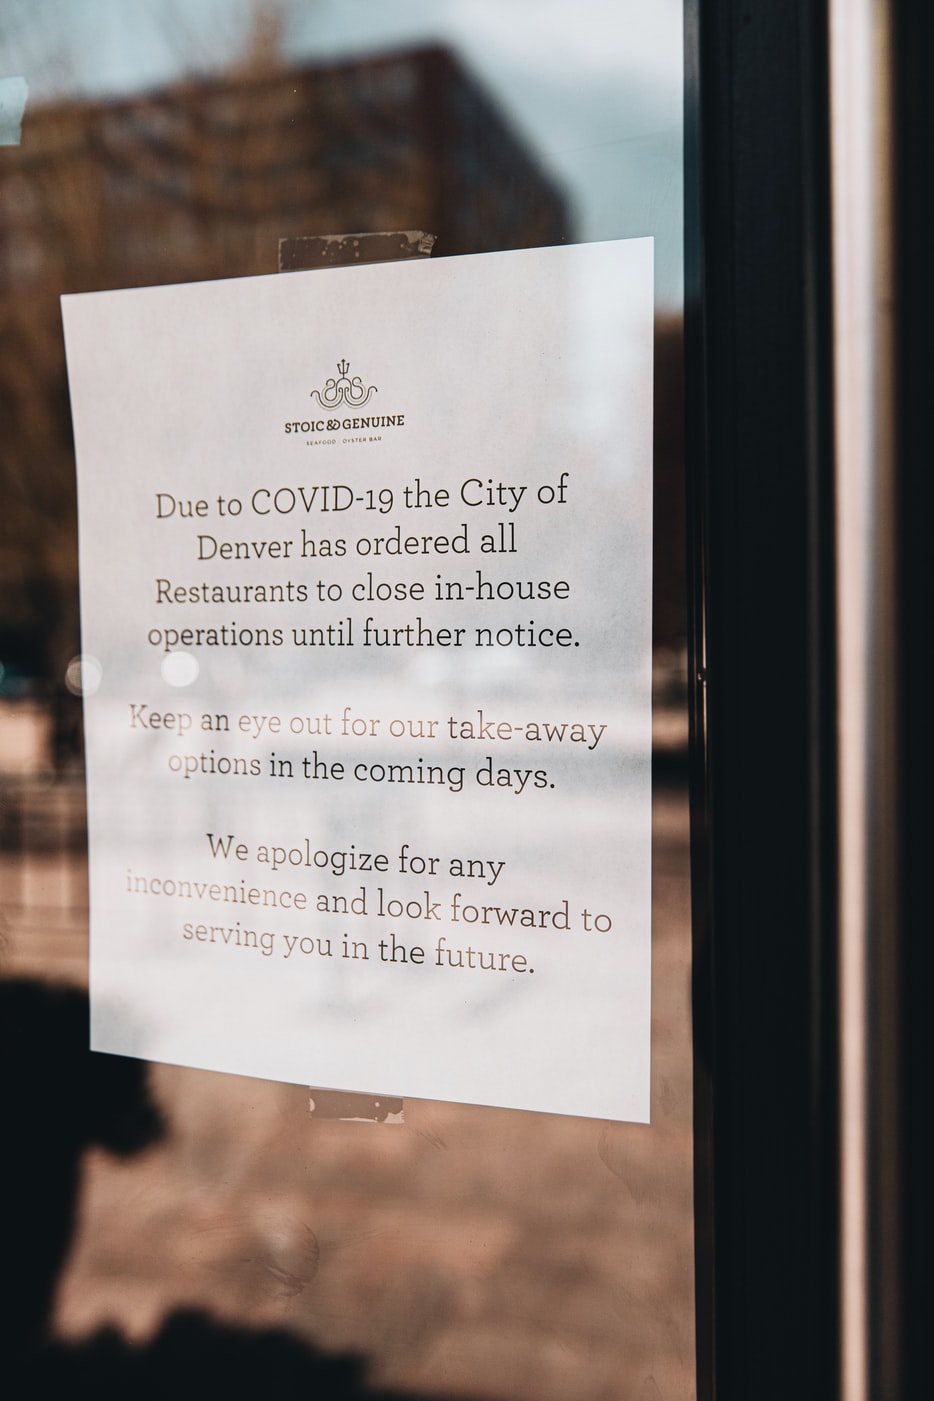 STOIC & GENUINE
SEAFOOD | OYSTER BAR
Due to COVID-19 the City of
Denver has ordered all
Restaurants to close in-house
operations until further notice.
Keep an eye out for our take-away
options in the coming days.
We apologize for any
inconvenience and look forward to
serving you in the future.